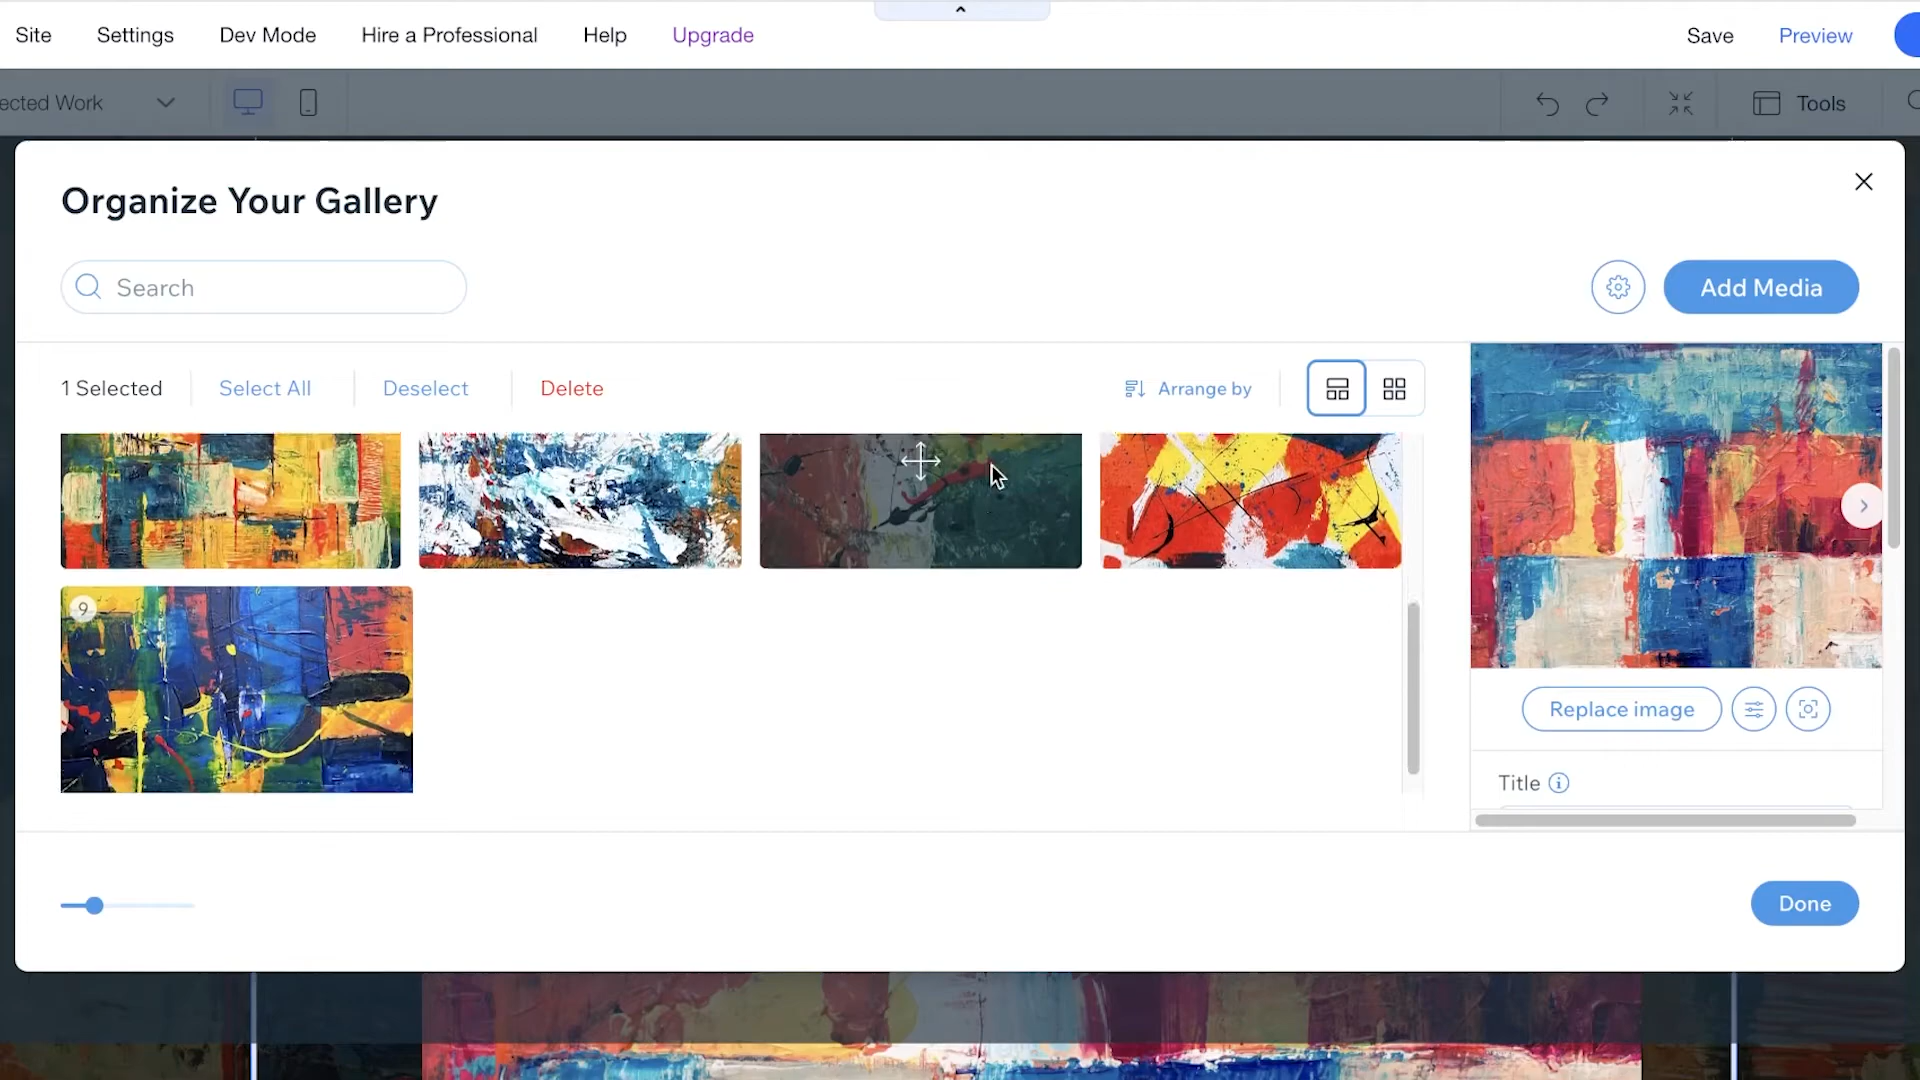 Site Settings Dev Mode Hire a Professional Help Upgrade Save Preview
ected Work Tools
Organize Your Gallery
Search Add Media
1 Selected Select All Deselect Delete Arrange by
9
Replace image
Title
Done